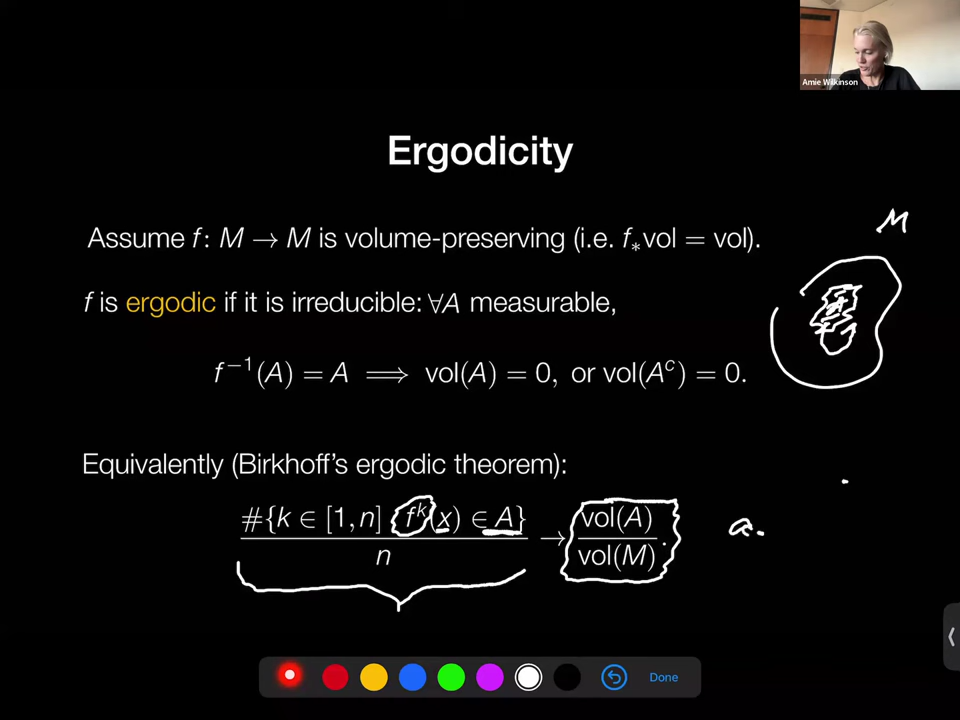 Amie Wilkinson
Ergodicity
M
Assume f: M → M is volume-preserving (i.e. f∗vol = vol).
f is ergodic if it is irreducible: ∀A measurable,
A
f⁻¹(A) = A ⟹ vol(A) = 0, or vol(Aᶜ) = 0.
Equivalently (Birkhoff's ergodic theorem):
#{k ∈ [1, n] fᵏ(x) ∈ A} / n → vol(A) / vol(M).
a.
Done